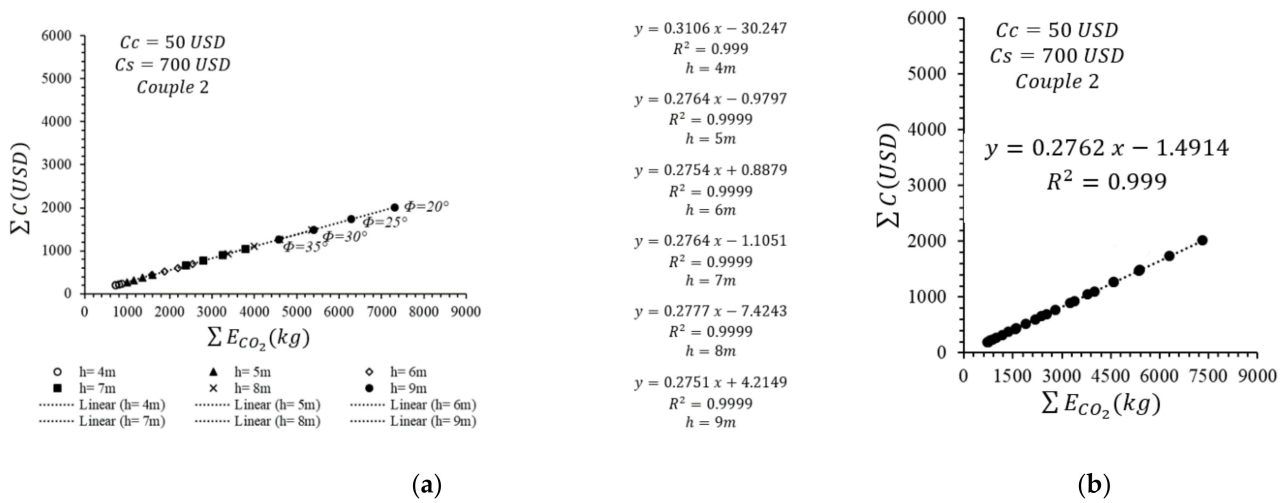 Cc = 50 USD
Cs = 700 USD
Couple 2
∑ C(USD)
6000
5000
4000
3000
2000
1000
0
Φ=20°
Φ=25°
Φ=30°
Φ=35°
0 1000 2000 3000 4000 5000 6000 7000 8000 9000
∑ E_CO₂(kg)
h= 4m h= 5m h= 6m
h= 7m h= 8m h= 9m
Linear (h= 4m) Linear (h= 5m) Linear (h= 6m)
Linear (h= 7m) Linear (h= 8m) Linear (h= 9m)
y = 0.3106 x − 30.247
R² = 0.999
h = 4m
y = 0.2764 x − 0.9797
R² = 0.9999
h = 5m
y = 0.2754 x + 0.8879
R² = 0.9999
h = 6m
y = 0.2764 x − 1.1051
R² = 0.9999
h = 7m
y = 0.2777 x − 7.4243
R² = 0.9999
h = 8m
y = 0.2751 x + 4.2149
R² = 0.9999
h = 9m
(a)
Cc = 50 USD
Cs = 700 USD
Couple 2
y = 0.2762 x − 1.4914
R² = 0.999
∑ C(USD)
6000
5000
4000
3000
2000
1000
0
0 1500 3000 4500 6000 7500 9000
∑ E_CO₂(kg)
(b)